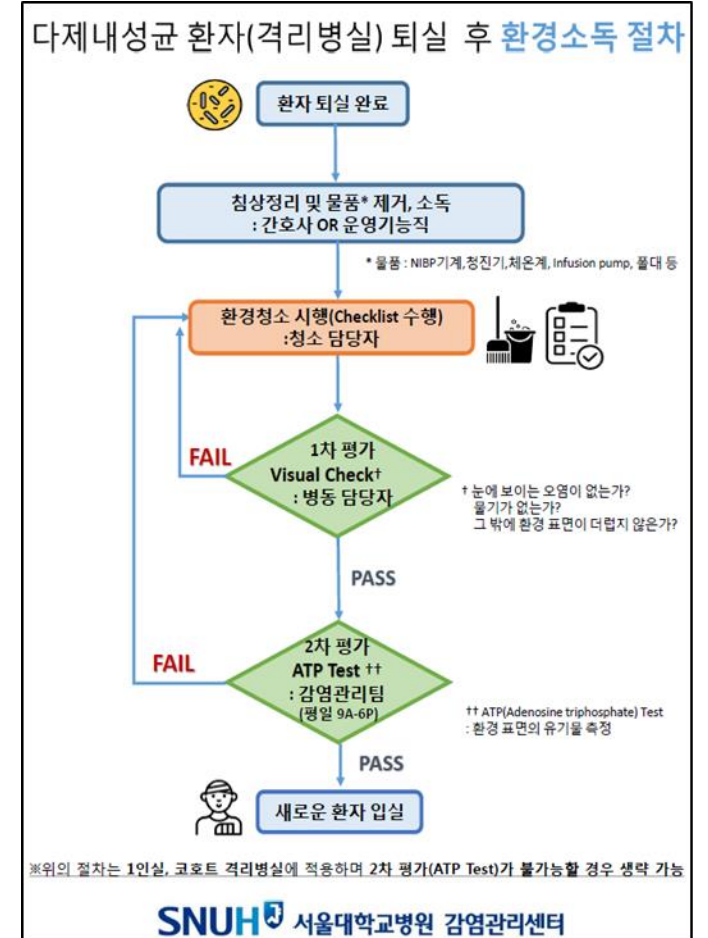 다제내성균 환자(격리병실) 퇴실 후 환경소독 절차
환자 퇴실 완료
침상정리 및 물품* 제거, 소독
: 간호사 OR 운영기능직
* 물품 : NIBP기계,청진기,체온계, Infusion pump, 폴대 등
환경청소 시행(Checklist 수행)
:청소 담당자
FAIL
1차 평가
Visual Check†
: 병동 담당자
† 눈에 보이는 오염이 없는가?
물기가 없는가?
그 밖에 환경 표면이 더럽지 않은가?
PASS
FAIL
2차 평가
ATP Test ††
: 감염관리팀
(평일 9A-6P)
†† ATP(Adenosine triphosphate) Test
: 환경 표면의 유기물 측정
PASS
새로운 환자 입실
※위의 절차는 1인실, 코호트 격리병실에 적용하며 2차 평가(ATP Test)가 불가능할 경우 생략 가능
SNUH 서울대학교병원 감염관리센터